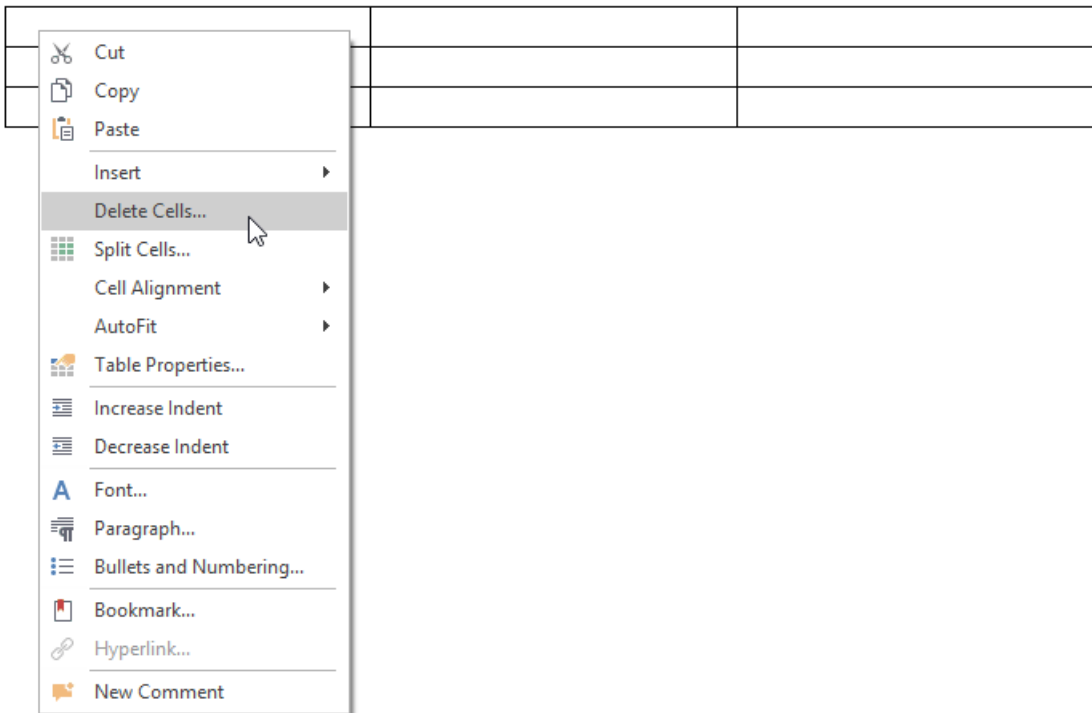 Cut
Copy
Paste
Insert
Delete Cells...
Split Cells...
Cell Alignment
AutoFit
Table Properties...
Increase Indent
Decrease Indent
Font...
Paragraph...
Bullets and Numbering...
Bookmark...
Hyperlink...
New Comment